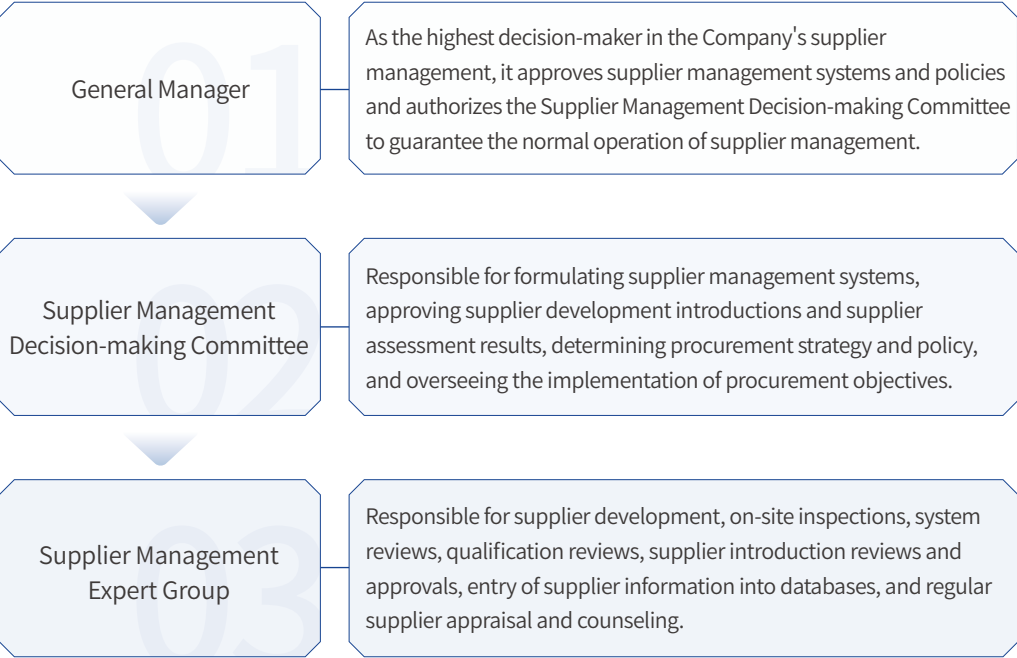 01
General Manager
As the highest decision-maker in the Company's supplier
management, it approves supplier management systems and policies
and authorizes the Supplier Management Decision-making Committee
to guarantee the normal operation of supplier management.
02
Supplier Management
Decision-making Committee
Responsible for formulating supplier management systems,
approving supplier development introductions and supplier
assessment results, determining procurement strategy and policy,
and overseeing the implementation of procurement objectives.
03
Supplier Management
Expert Group
Responsible for supplier development, on-site inspections, system
reviews, qualification reviews, supplier introduction reviews and
approvals, entry of supplier information into databases, and regular
supplier appraisal and counseling.